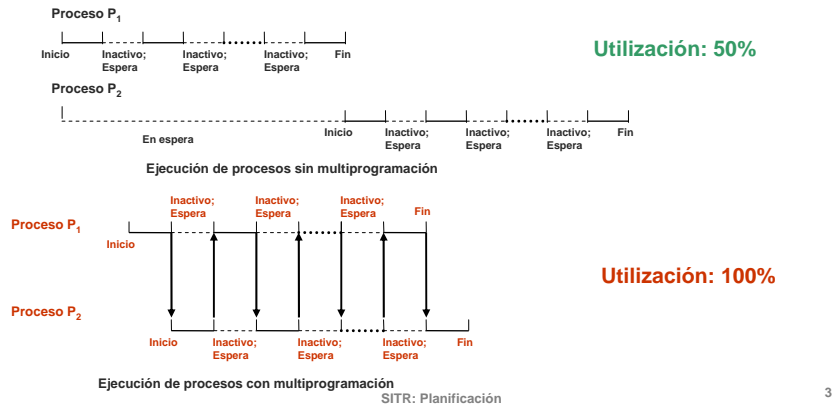 Proceso P1
Inicio Inactivo; Inactivo; Inactivo; Fin
Espera Espera Espera
Utilización: 50%
Proceso P2
En espera
Inicio Inactivo; Inactivo; Inactivo; Fin
Espera Espera Espera
Ejecución de procesos sin multiprogramación
Inactivo; Inactivo; Inactivo;
Espera Espera Espera Fin
Proceso P1
Inicio
Utilización: 100%
Proceso P2
Inicio Inactivo; Inactivo; Inactivo; Fin
Espera Espera Espera
Ejecución de procesos con multiprogramación
SITR: Planificación
3